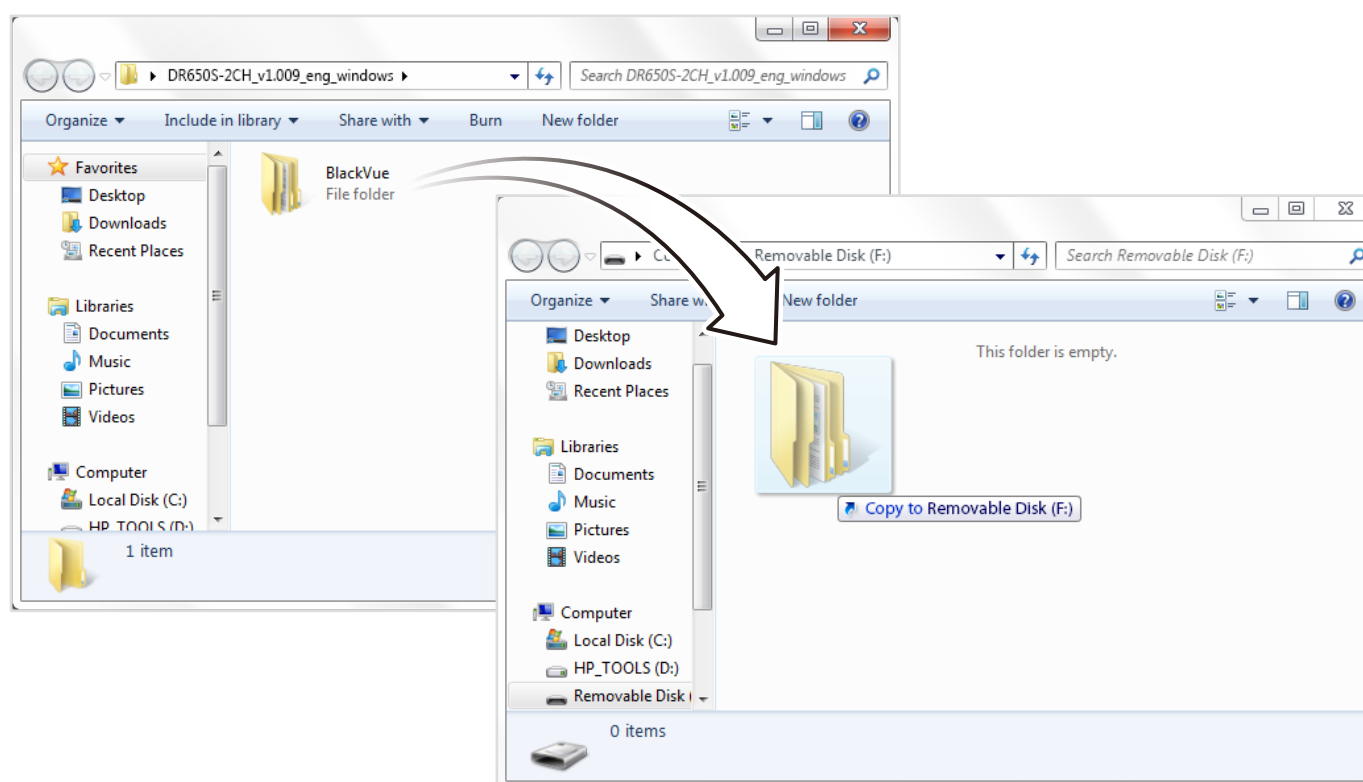 DR650S-2CH_v1.009_eng_windows
Search DR650S-2CH_v1.009_eng_windows
Organize
Include in library
Share with
Burn
New folder
Favorites
Desktop
Downloads
Recent Places
Libraries
Documents
Music
Pictures
Videos
Computer
Local Disk (C:)
HP_TOOLS (D:)
BlackVue
File folder
1 item
Removable Disk (F:)
Search Removable Disk (F:)
Organize
Share
New folder
Desktop
Downloads
Recent Places
Libraries
Documents
Music
Pictures
Videos
Computer
Local Disk (C:)
HP_TOOLS (D:)
Removable Disk (
This folder is empty.
Copy to Removable Disk (F:)
0 items